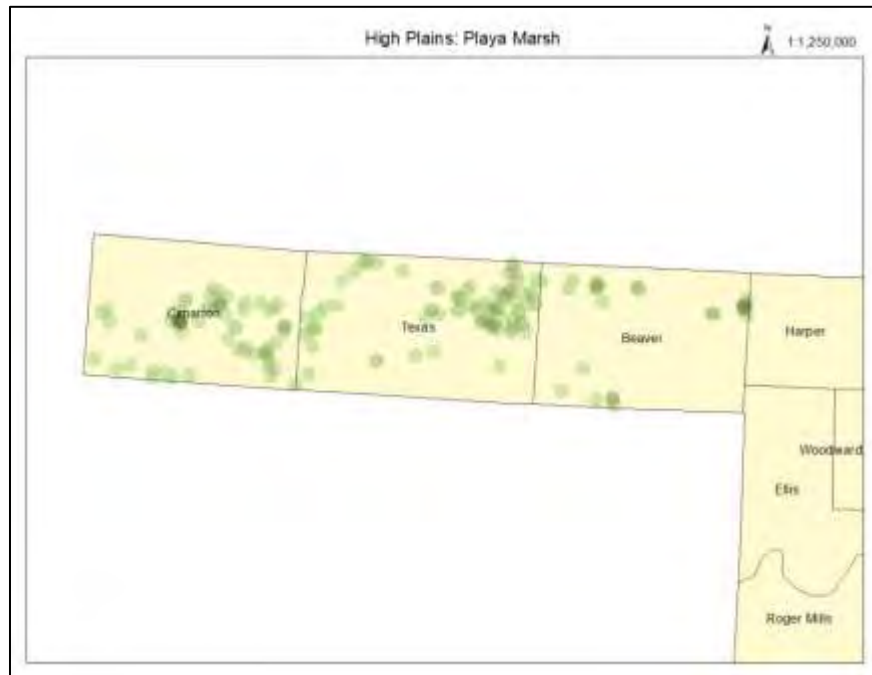 High Plains: Playa Marsh
N
1:1,250,000
Cimarron
Texas
Beaver
Harper
Woodward
Ellis
Roger Mills